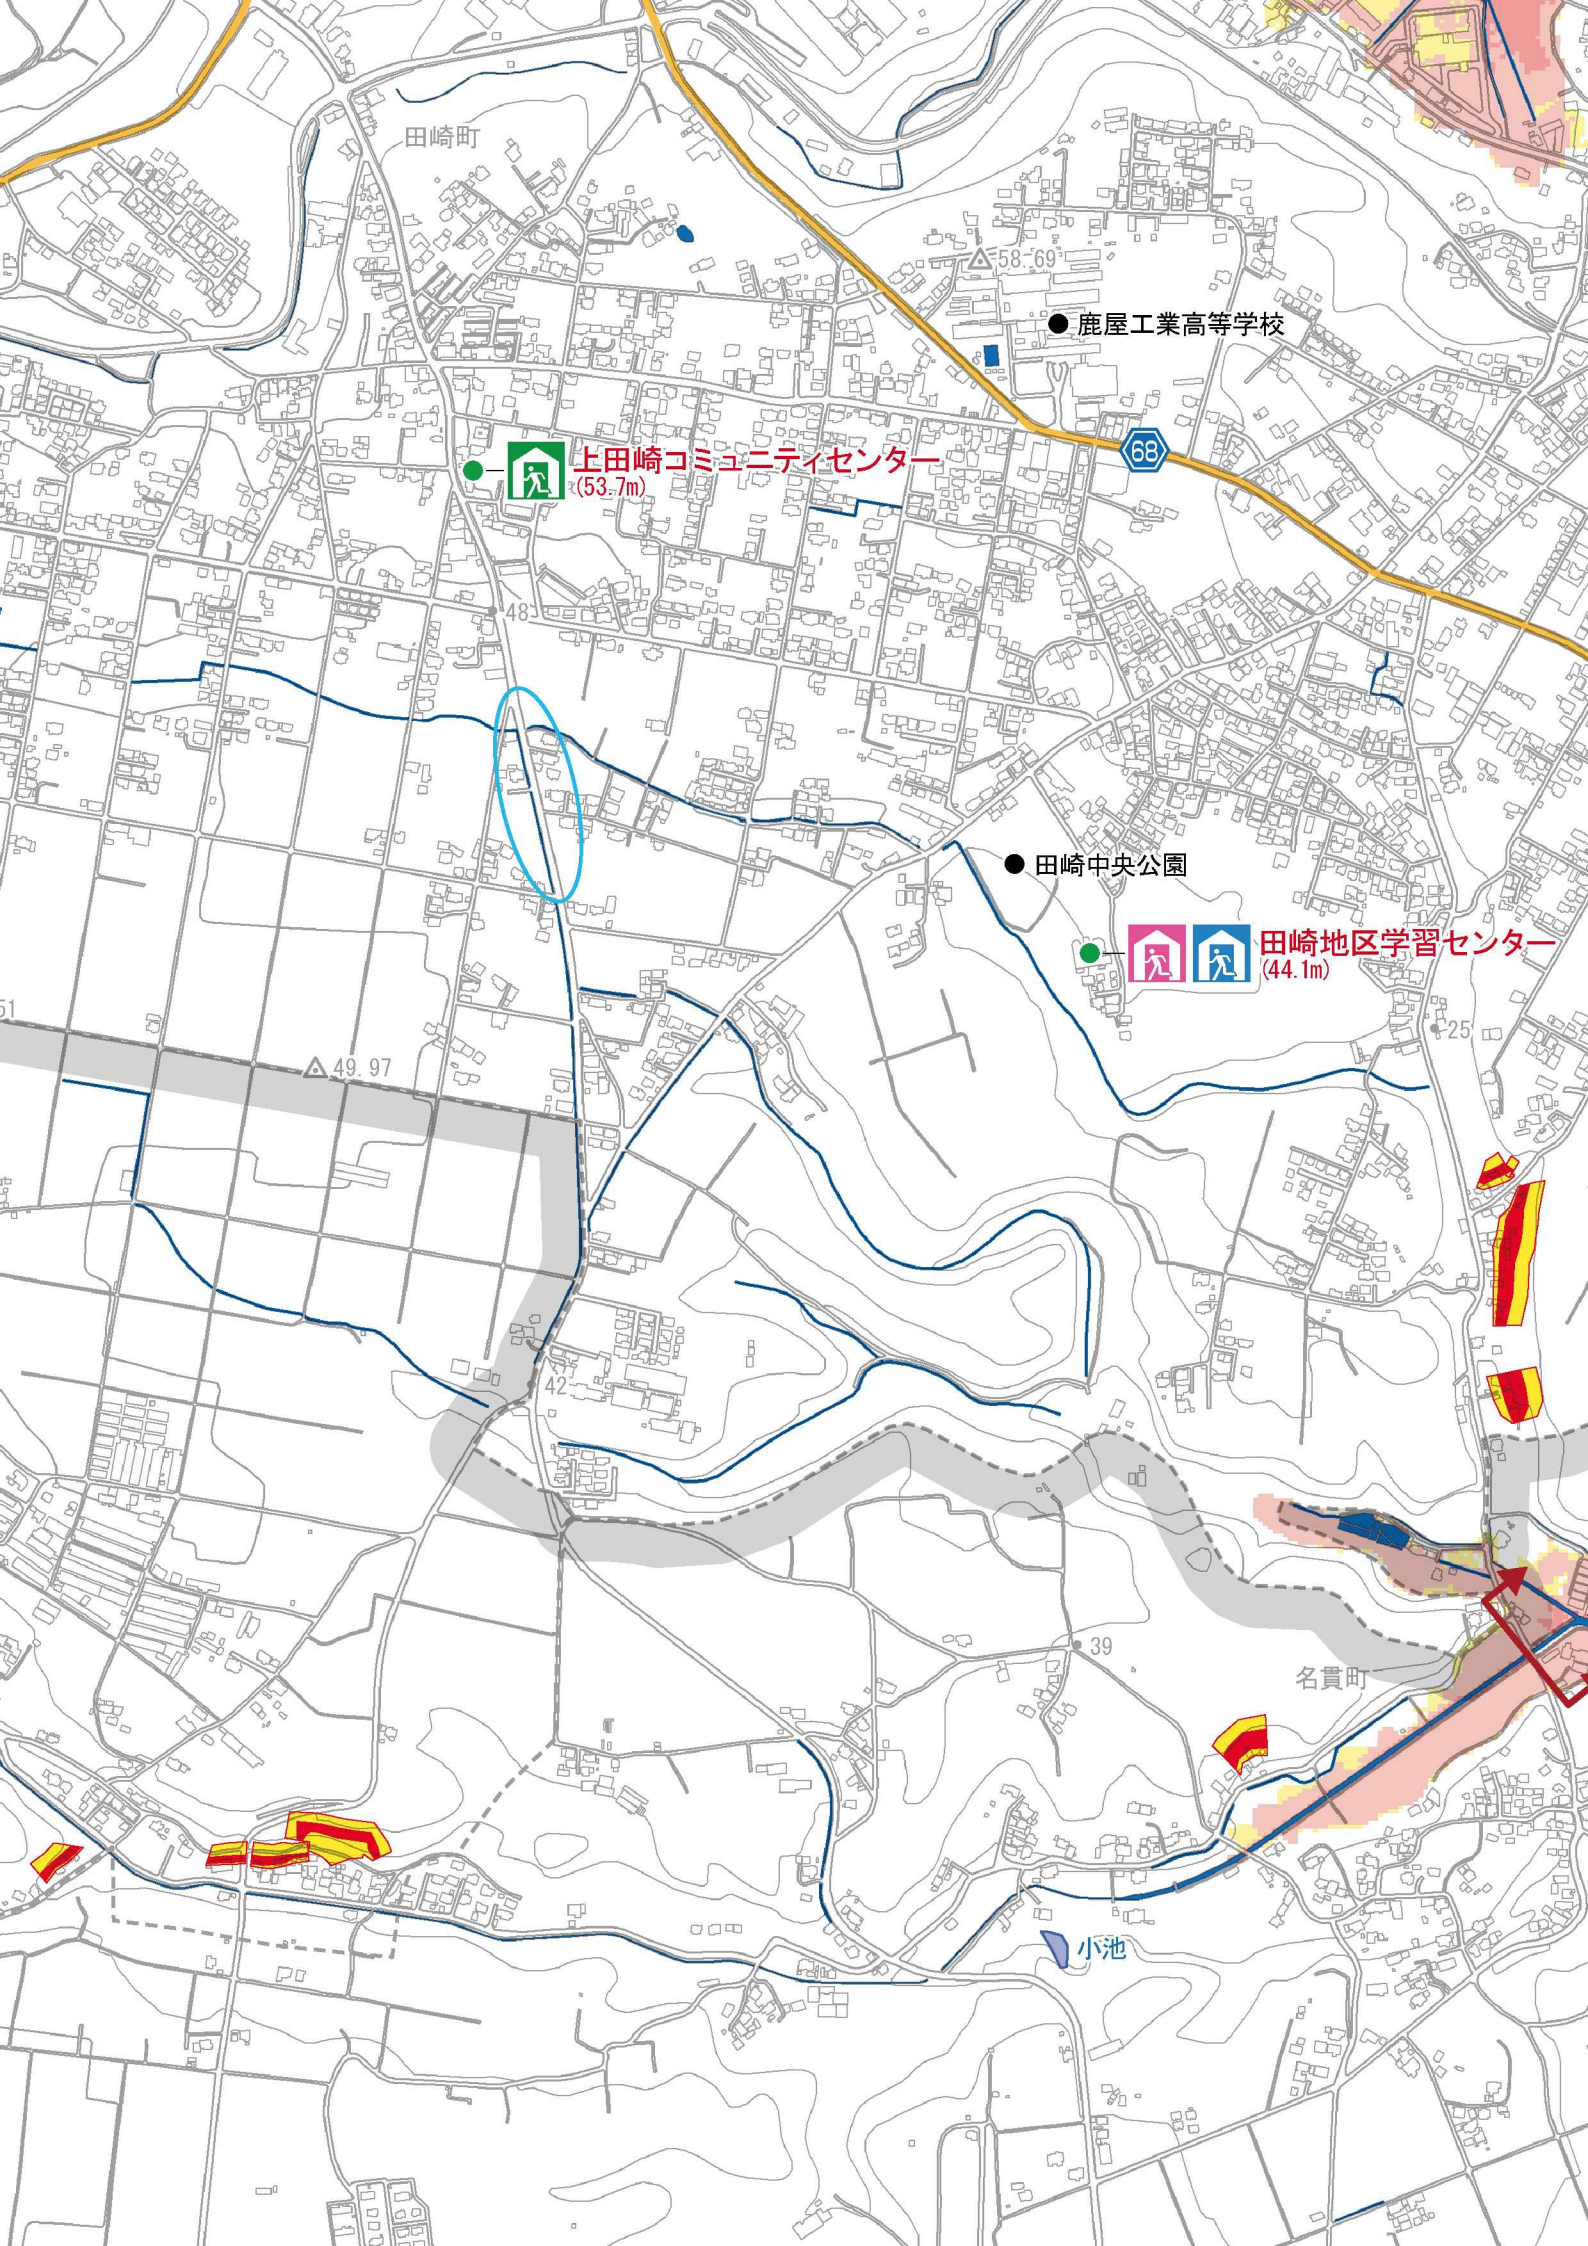 田崎町
58.69
鹿屋工業高等学校
68
上田崎コミュニティセンター
(53.7m)
48
田崎中央公園
田崎地区学習センター
(44.1m)
51
25
49.97
42
39
名貫町
小池